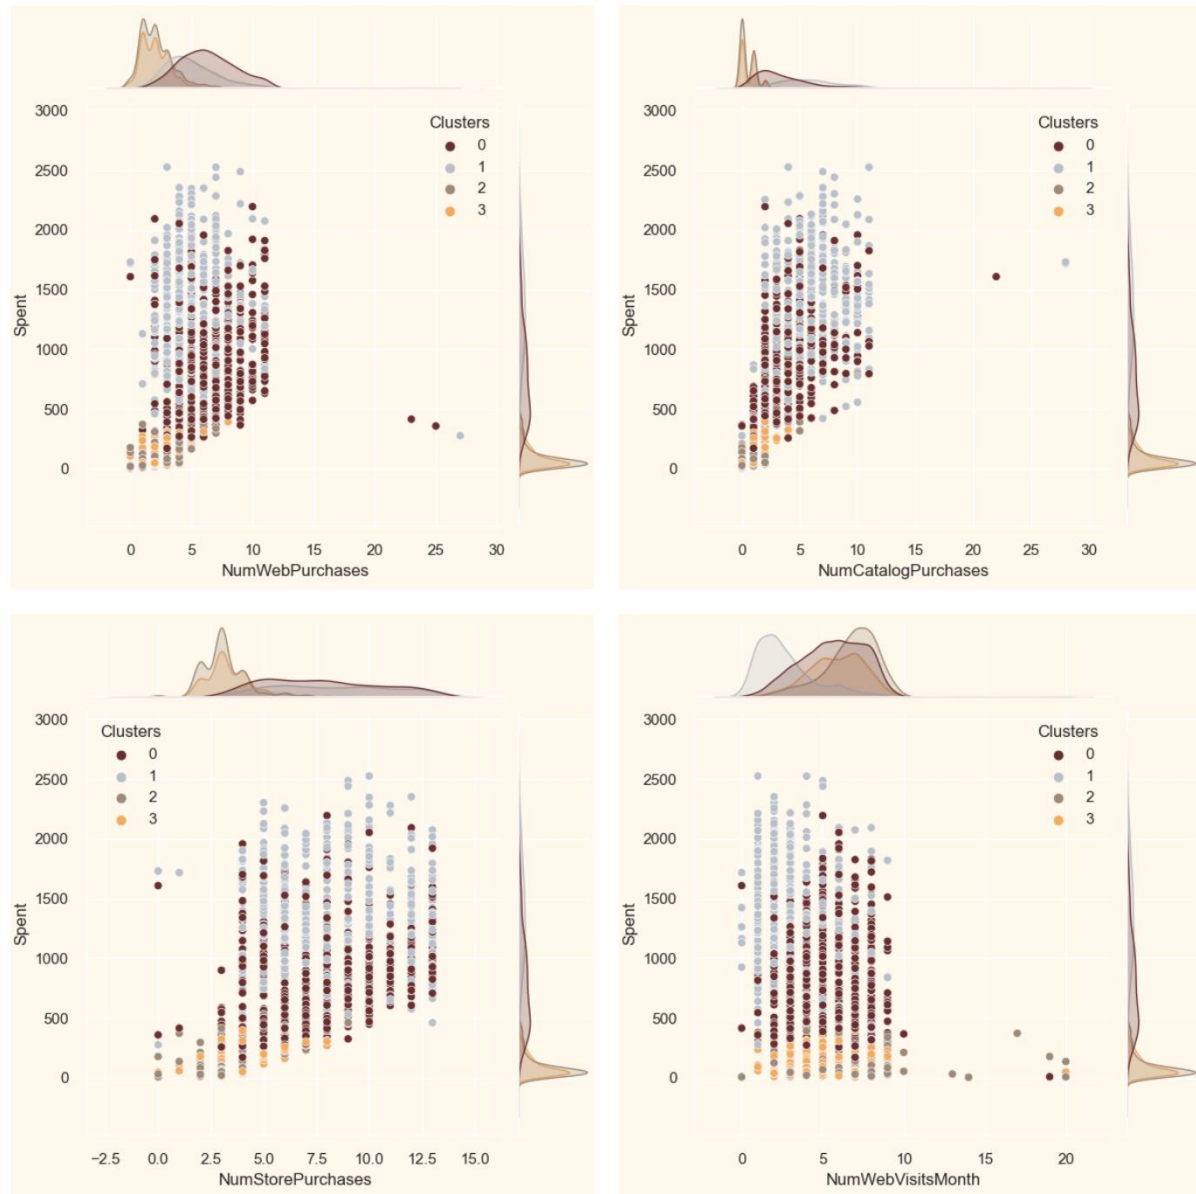 3000
Clusters
0
1
2
3
2500
2000
1500
1000
500
0
Spent
0 5 10 15 20 25 30
NumWebPurchases
3000
Clusters
0
1
2
3
2500
2000
1500
1000
500
0
Spent
0 5 10 15 20 25 30
NumCatalogPurchases
3000
Clusters
0
1
2
3
2500
2000
1500
1000
500
0
Spent
−2.5 0.0 2.5 5.0 7.5 10.0 12.5 15.0
NumStorePurchases
3000
Clusters
0
1
2
3
2500
2000
1500
1000
500
0
Spent
0 5 10 15 20
NumWebVisitsMonth